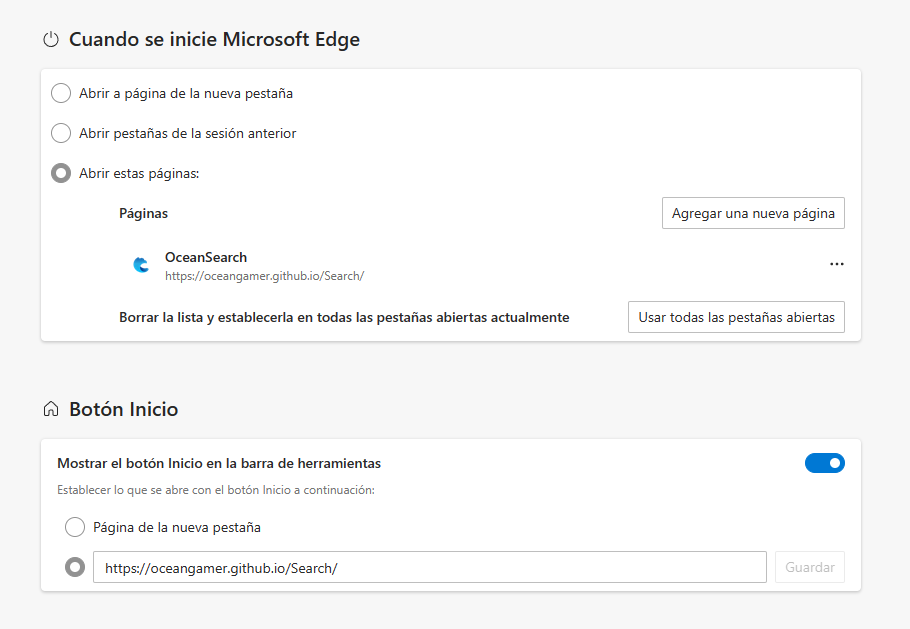 Cuando se inicie Microsoft Edge
Abrir a página de la nueva pestaña
Abrir pestañas de la sesión anterior
Abrir estas páginas:
Páginas
Agregar una nueva página
OceanSearch
https://oceangamer.github.io/Search/
Borrar la lista y establecerla en todas las pestañas abiertas actualmente
Usar todas las pestañas abiertas
Botón Inicio
Mostrar el botón Inicio en la barra de herramientas
Establecer lo que se abre con el botón Inicio a continuación:
Página de la nueva pestaña
https://oceangamer.github.io/Search/
Guardar